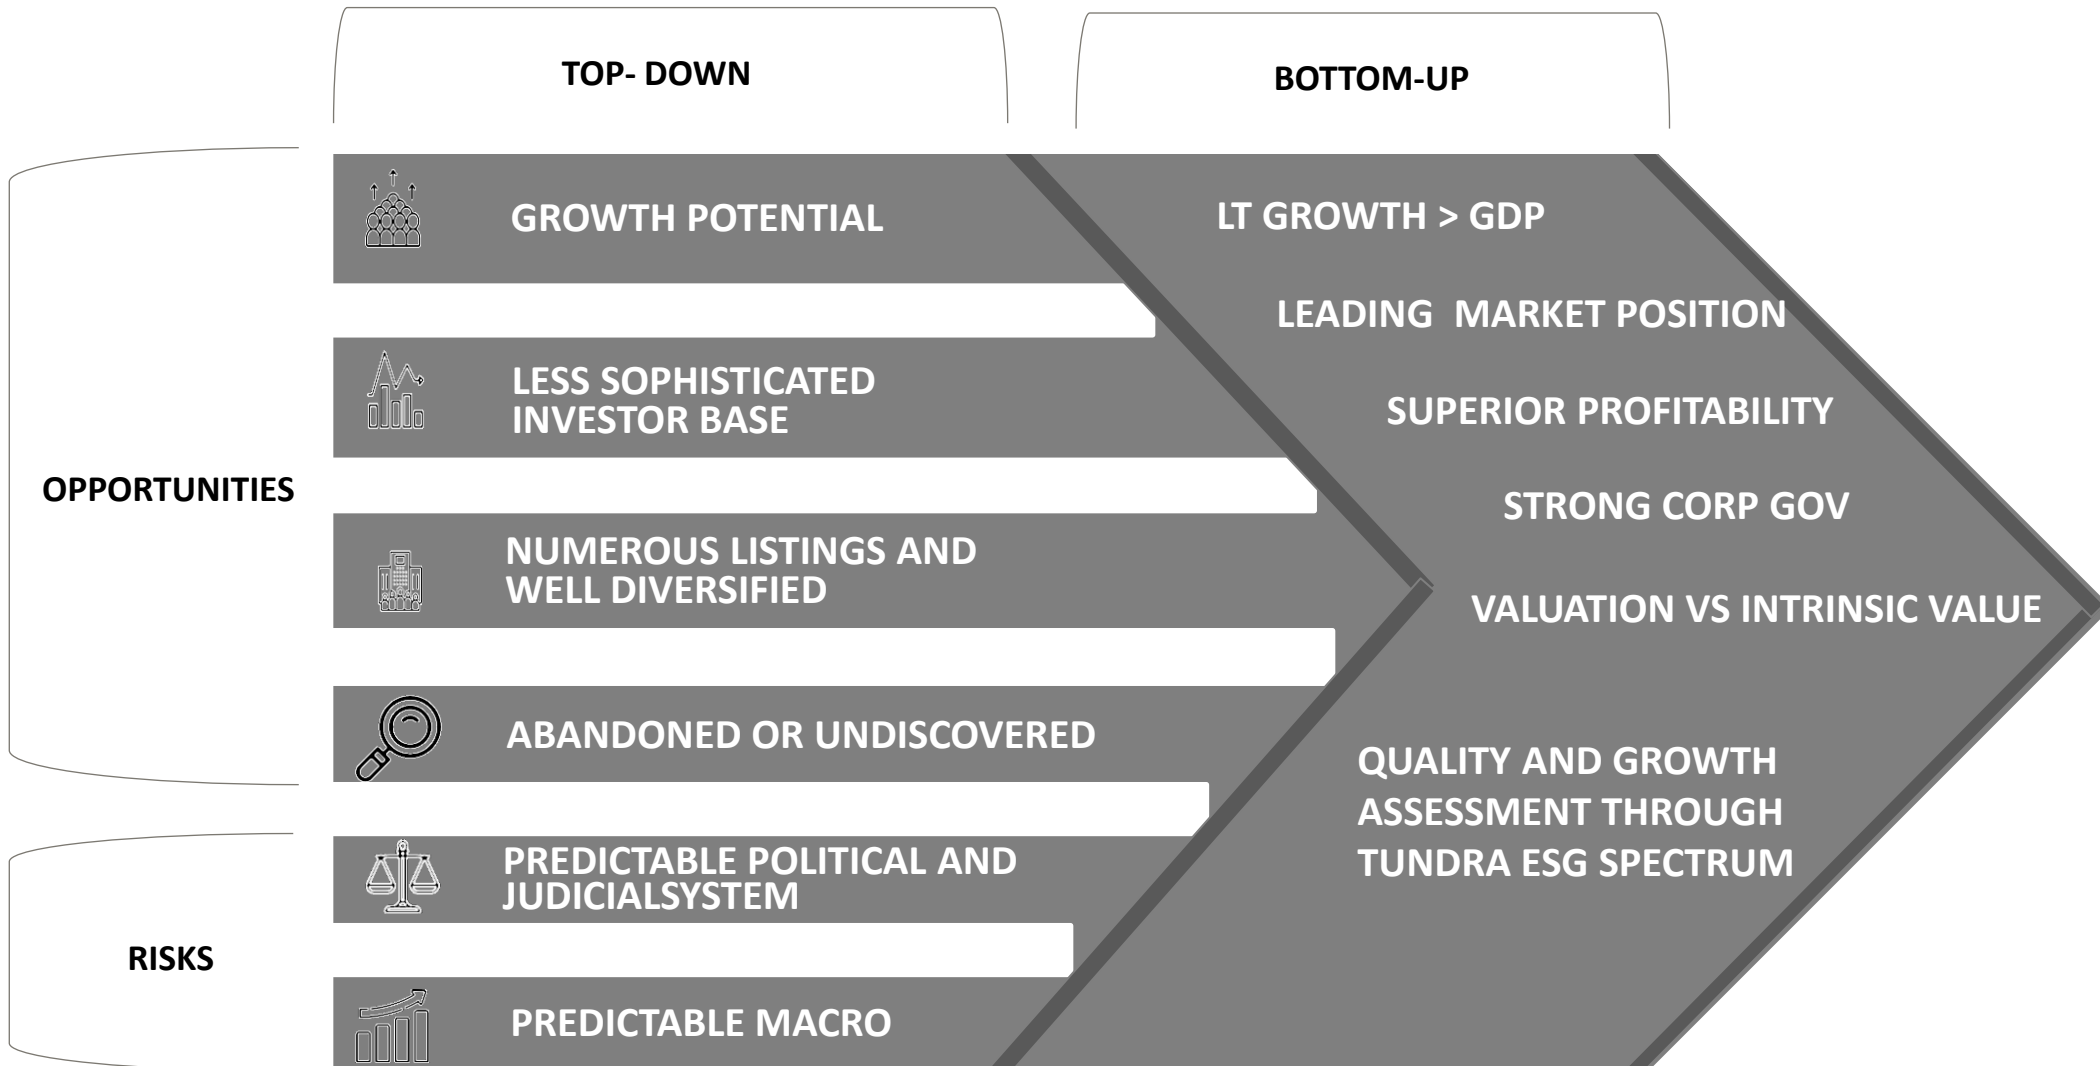 TOP- DOWN
BOTTOM-UP
OPPORTUNITIES
GROWTH POTENTIAL
LESS SOPHISTICATED
INVESTOR BASE
NUMEROUS LISTINGS AND
WELL DIVERSIFIED
ABANDONED OR UNDISCOVERED
RISKS
PREDICTABLE POLITICAL AND
JUDICIALSYSTEM
PREDICTABLE MACRO
LT GROWTH > GDP
LEADING  MARKET POSITION
SUPERIOR PROFITABILITY
STRONG CORP GOV
VALUATION VS INTRINSIC VALUE
QUALITY AND GROWTH
ASSESSMENT THROUGH
TUNDRA ESG SPECTRUM